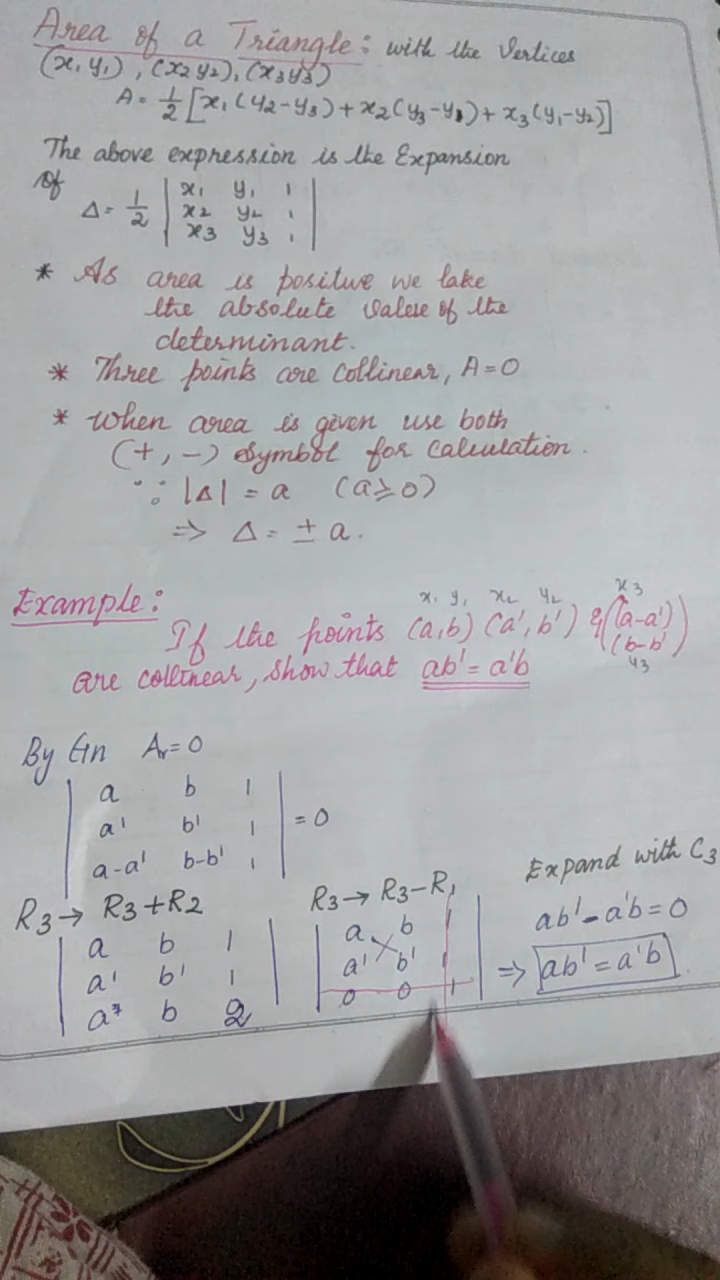 Area of a Triangle: with the Vertices
(x, y₁), (x₂ y₂), (x₃ y₃)
A = 1/2 [x₁ (y₂-y₃) + x₂ (y₃-y₁) + x₃ (y₁-y₂)]
The above expression is the Expansion
Of
Δ = 1/2 | x₁ y₁ 1 |
| x₂ y₂ 1 |
| x₃ y₃ 1 |
* As area is positive we take
the absolute value of the
determinant.
* Three points are Collinear, A=0
* When area is given use both
(+, -) Symbol for Calculation.
∵ |Δ| = a (a≥0)
⇒ Δ = ± a.
Example:
x₁ y₁ x₂ y₂ x₃
If the points (a,b) (a', b') & ((a-a')
(b-b'))
y₃
are collinear, show that ab' = a'b
By Gn Ar = 0
| a b 1 |
| a' b' 1 | = 0
| a-a' b-b' 1 |
R₃ → R₃+R₂
| a b 1 |
| a' b' 1 |
| a b 2 |
R₃ → R₃-R₁
| a b 1 |
| a' b' 1 |
| 0 0 1 |
Expand with C₃
ab' - a'b = 0
⇒ ab' = a'b